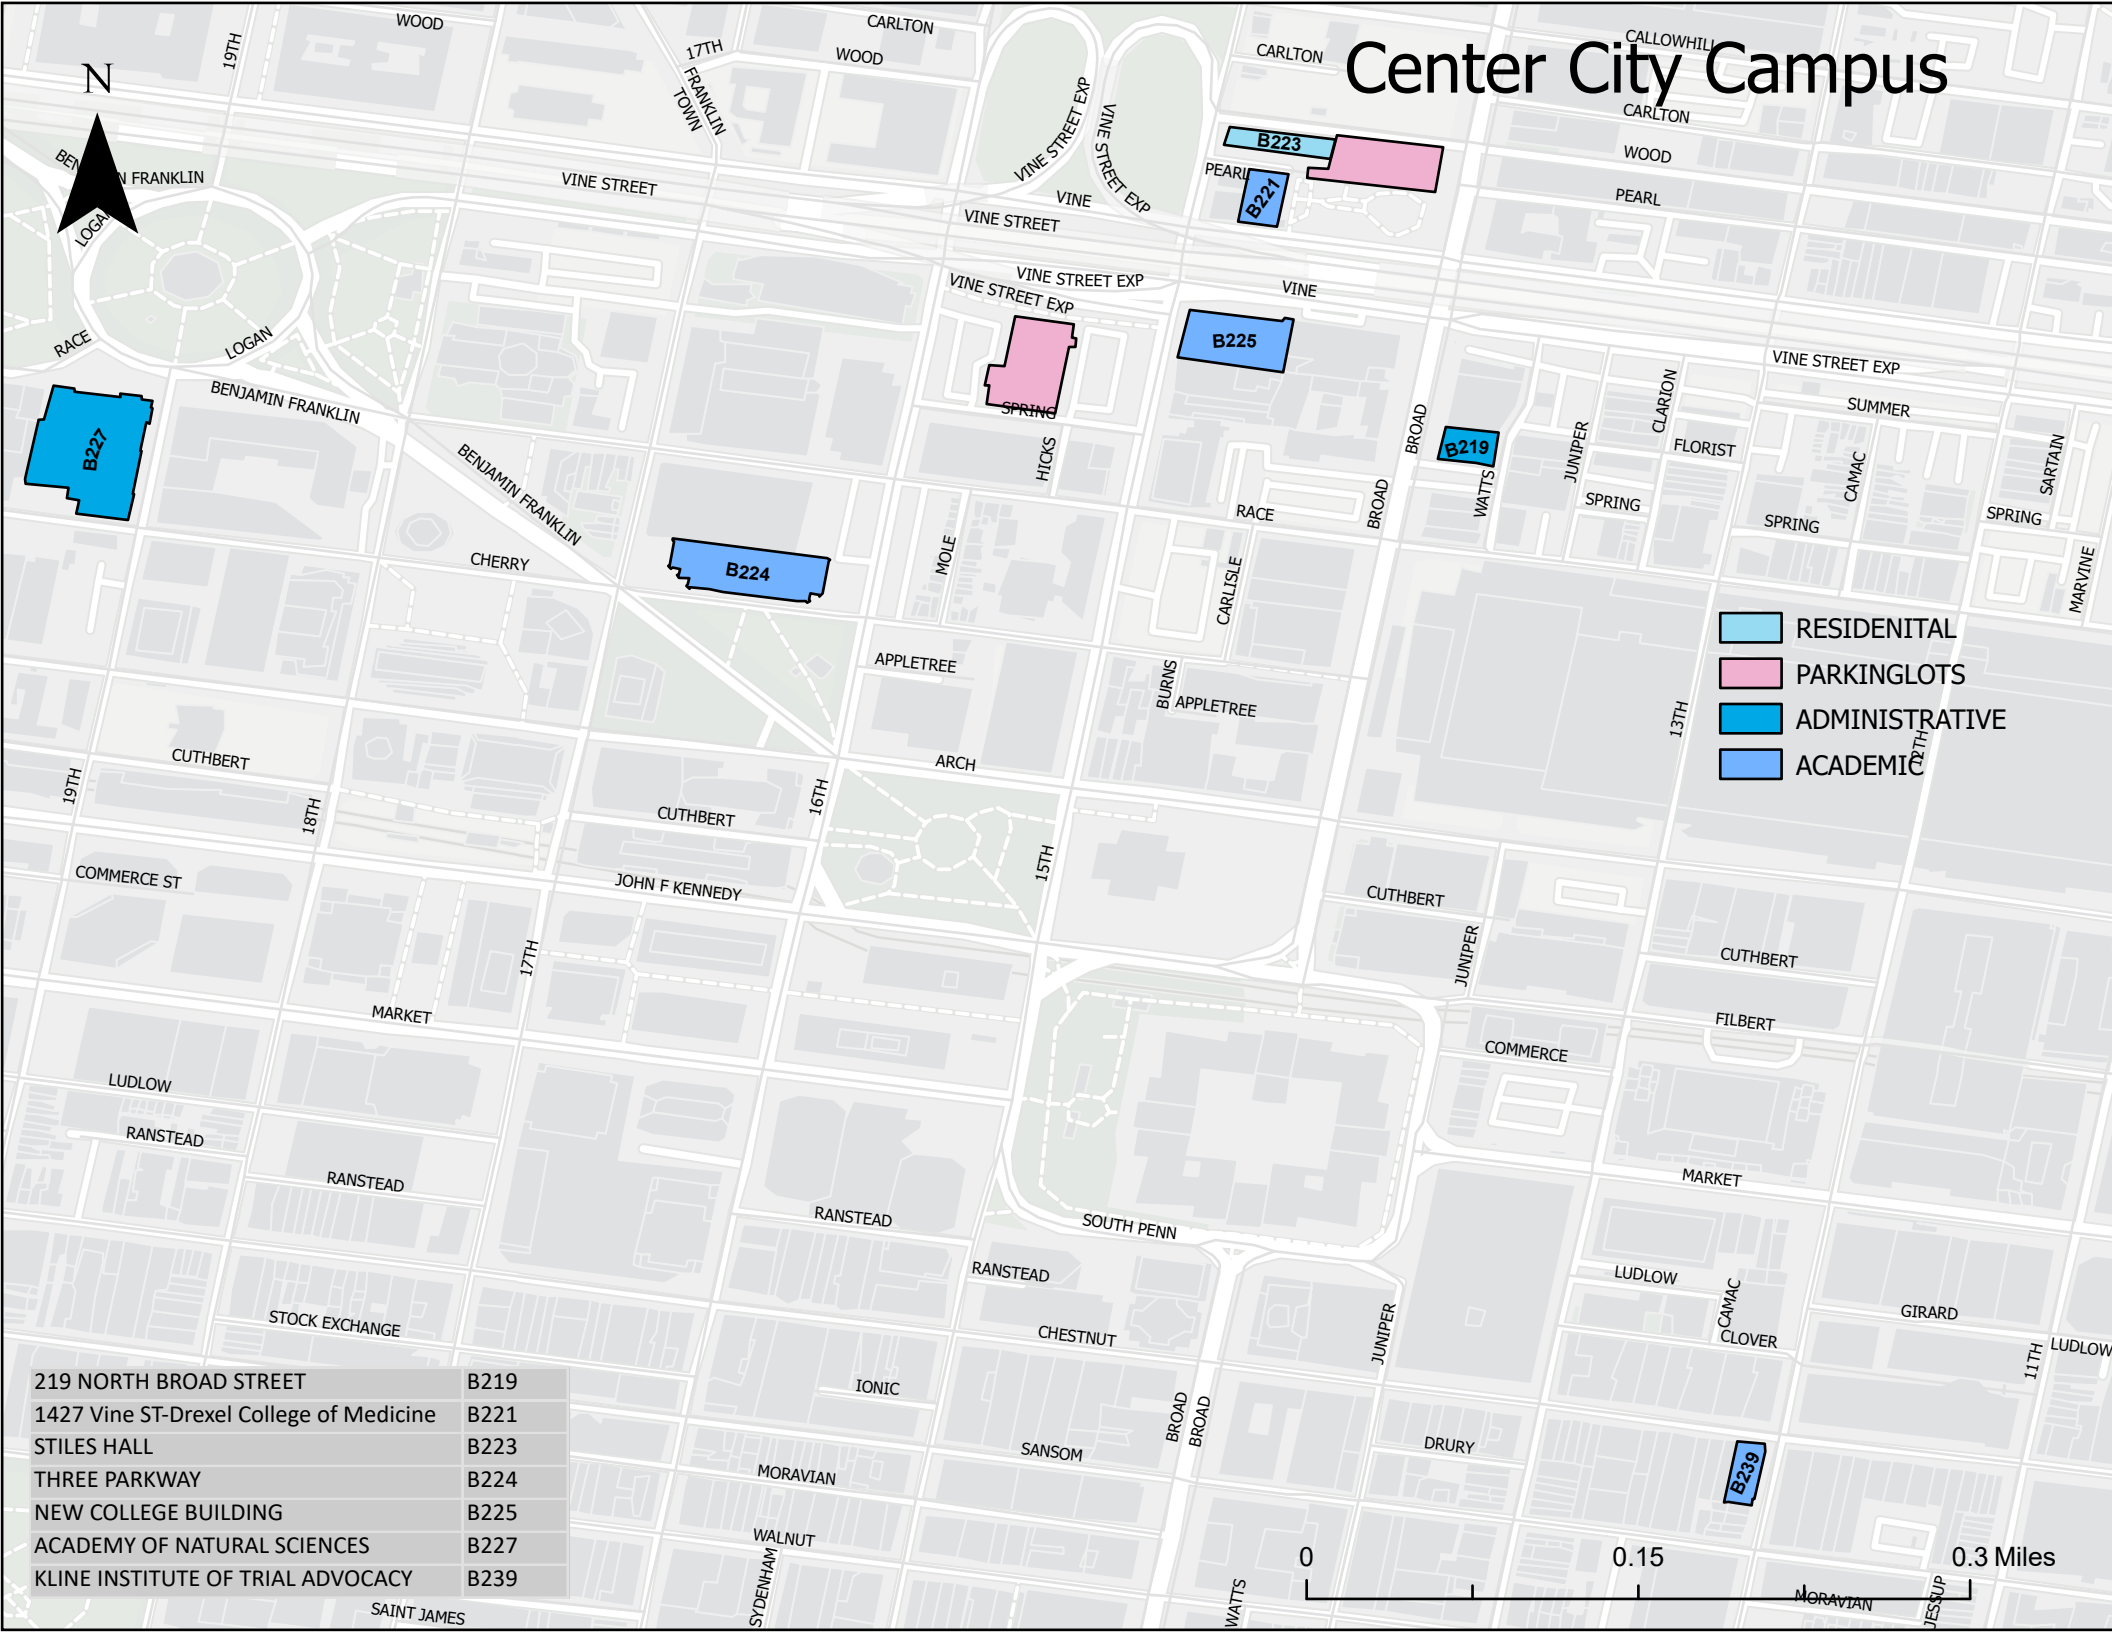 Center City Campus
N
WOOD
CARLTON
CARLTON
CALLOWHILL
19TH
17TH
WOOD
FRANKLIN TOWN
VINE STREET EXP
VINE STREET EXP
CARLTON
WOOD
PEARL
B223
PEARL
B221
FRANKLIN
LOGAN
VINE STREET
VINE
VINE STREET
VINE STREET EXP
VINE STREET EXP
VINE
RACE
LOGAN
BENJAMIN FRANKLIN
B225
VINE STREET EXP
SPRING
BROAD
B219
CLARION
SUMMER
JUNIPER
FLORIST
B227
BENJAMIN FRANKLIN
HICKS
CAMAC
SARTAIN
BROAD
WATTS
SPRING
SPRING
SPRING
RACE
CHERRY
B224
MOLE
CARLISLE
MARVINE
APPLETREE
BURNS
APPLETREE
RESIDENITAL
PARKINGLOTS
ADMINISTRATIVE
ACADEMIC
13TH
12TH
CUTHBERT
ARCH
19TH
18TH
16TH
CUTHBERT
15TH
COMMERCE ST
JOHN F KENNEDY
CUTHBERT
17TH
JUNIPER
CUTHBERT
MARKET
FILBERT
COMMERCE
LUDLOW
RANSTEAD
RANSTEAD
MARKET
RANSTEAD
SOUTH PENN
RANSTEAD
LUDLOW
CAMAC
GIRARD
STOCK EXCHANGE
CHESTNUT
JUNIPER
CLOVER
11TH
LUDLOW
IONIC
BROAD
BROAD
SANSOM
DRURY
MORAVIAN
B239
WALNUT
SYDENHAM
WATTS
SAINT JAMES
MORAVIAN
JESSUP
0 0.15 0.3 Miles
219 NORTH BROAD STREET B219
1427 Vine ST-Drexel College of Medicine B221
STILES HALL B223
THREE PARKWAY B224
NEW COLLEGE BUILDING B225
ACADEMY OF NATURAL SCIENCES B227
KLINE INSTITUTE OF TRIAL ADVOCACY B239